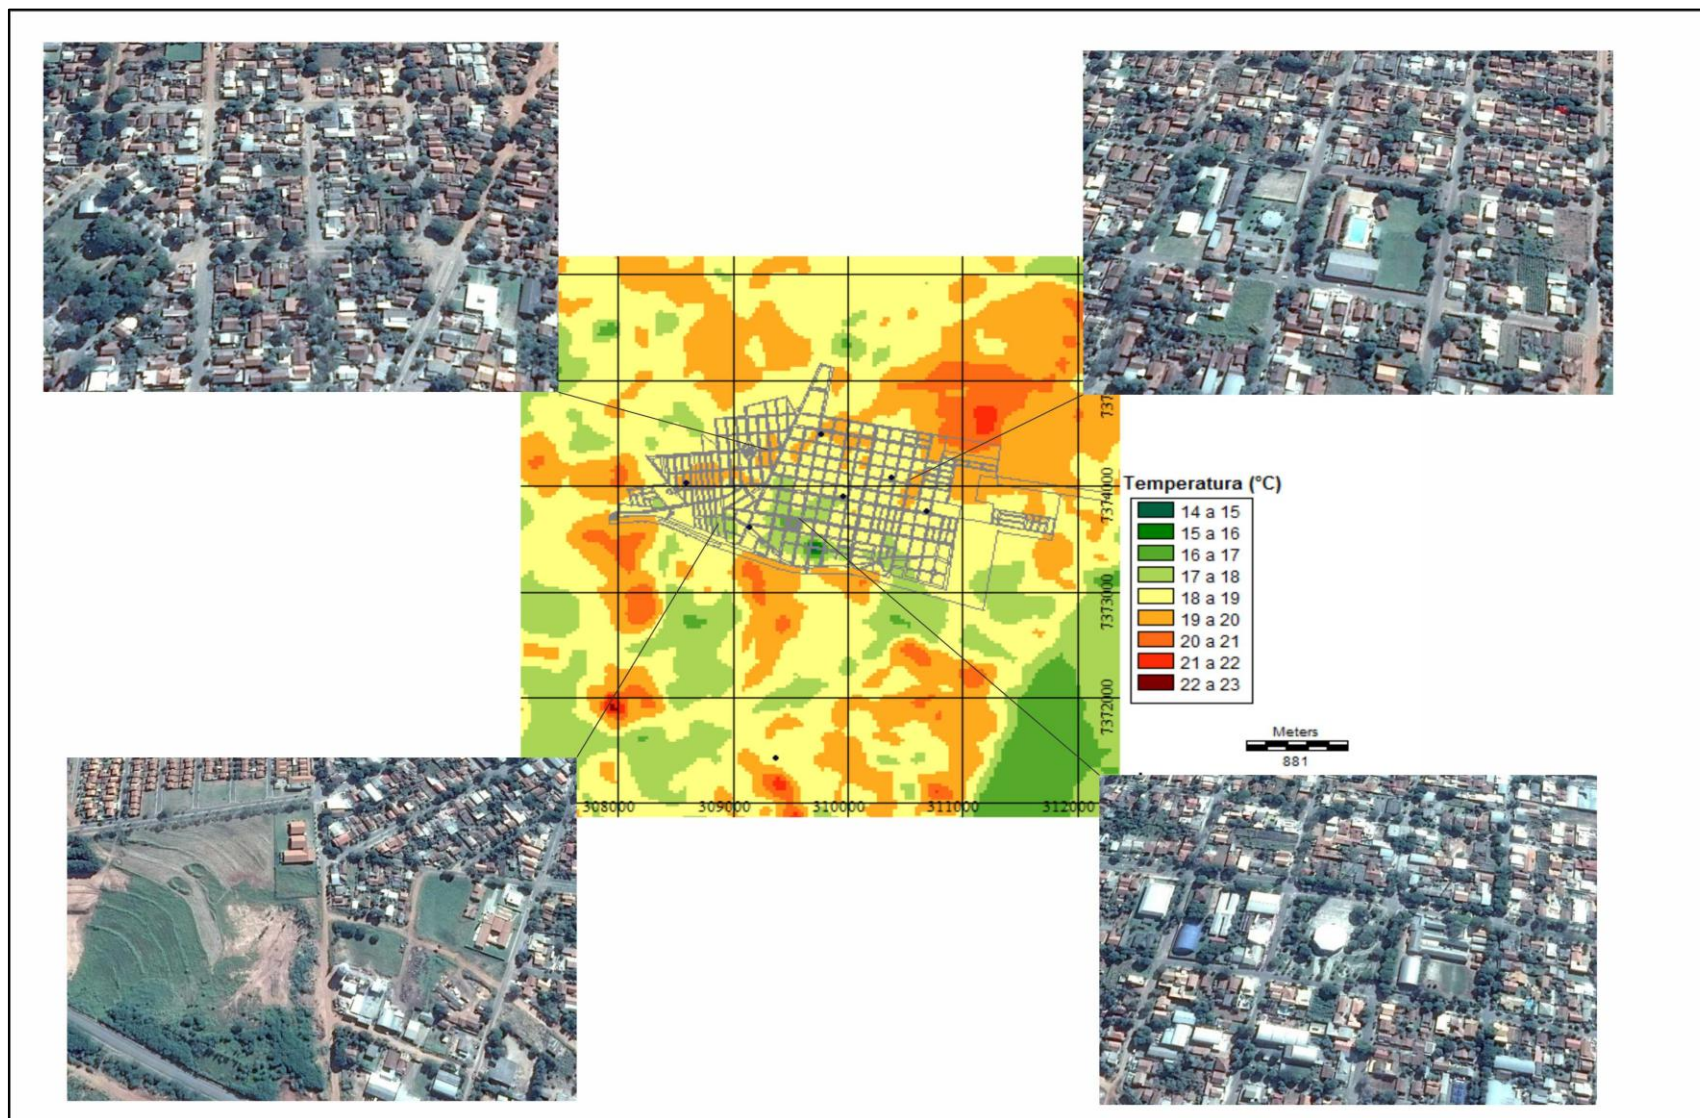 Temperatura (°C)
14 a 15
15 a 16
16 a 17
17 a 18
18 a 19
19 a 20
20 a 21
21 a 22
22 a 23
7374000
7373000
7372000
Meters
881
308000 309000 310000 311000 312000